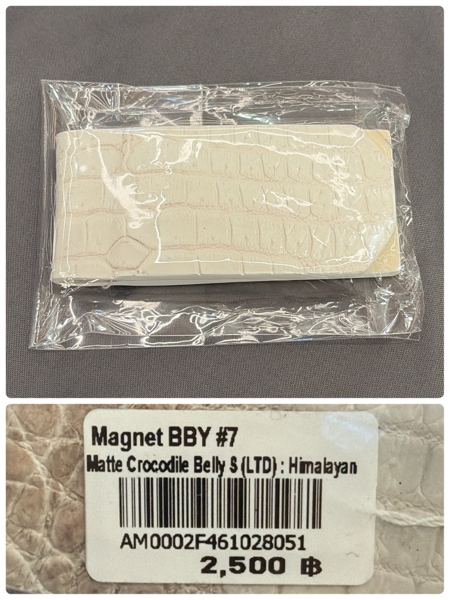 Magnet BBY #7
Matte Crocodile Belly S (LTD) : Himalayan
AM0002F461028051
2,500 ฿